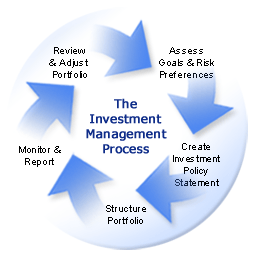 The
Investment
Management
Process
Assess
Goals & Risk
Preferences
Create
Investment
Policy
Statement
Structure
Portfolio
Monitor &
Report
Review
& Adjust
Portfolio